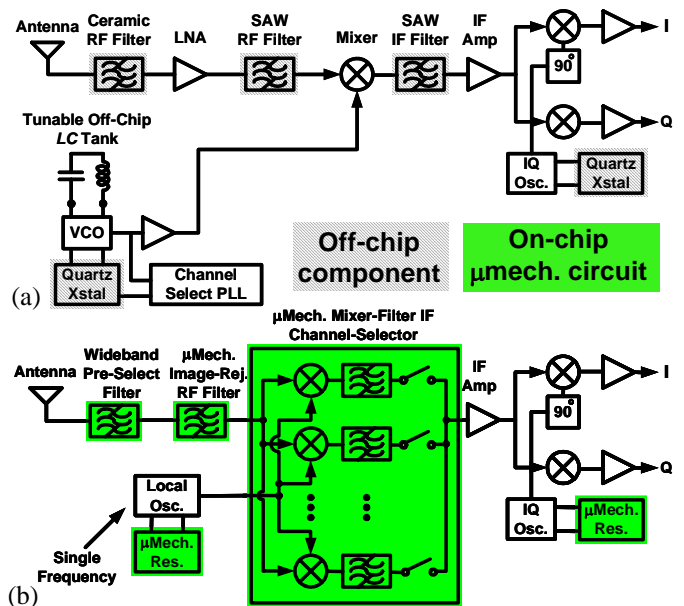 Ceramic
RF Filter
SAW
RF Filter
SAW
IF Filter
IF
Amp
Antenna
LNA
Mixer
I
90°
Q
Tunable Off-Chip
LC Tank
IQ
Osc.
Quartz
Xstal
VCO
Quartz
Xstal
Channel
Select PLL
Off-chip
component
On-chip
μmech. circuit
(a)
μMech. Mixer-Filter IF
Channel-Selector
Antenna
Wideband
Pre-Select
Filter
μMech.
Image-Rej.
RF Filter
IF
Amp
I
90°
Q
Local
Osc.
μMech.
Res.
IQ
Osc.
μMech.
Res.
Single
Frequency
(b)